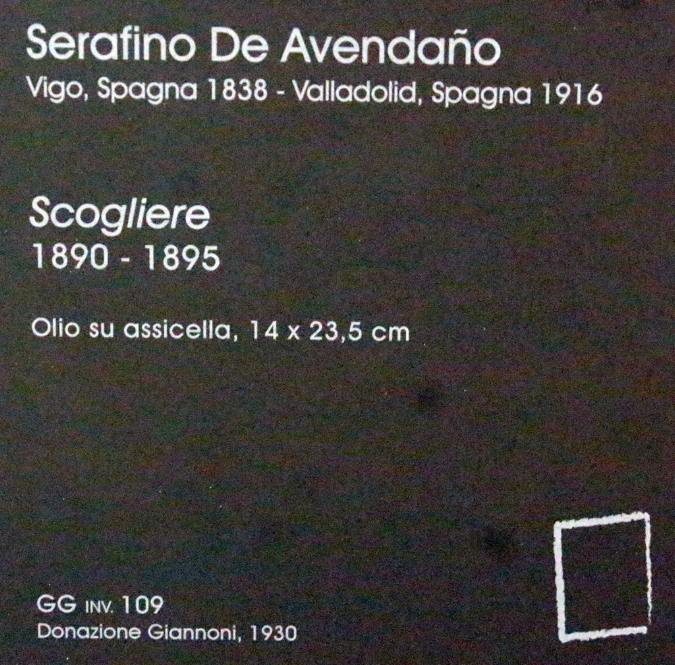 Serafino De Avendaño
Vigo, Spagna 1838 - Valladolid, Spagna 1916
Scogliere
1890 - 1895
Olio su assicella, 14 x 23,5 cm
GG INV. 109
Donazione Giannoni, 1930